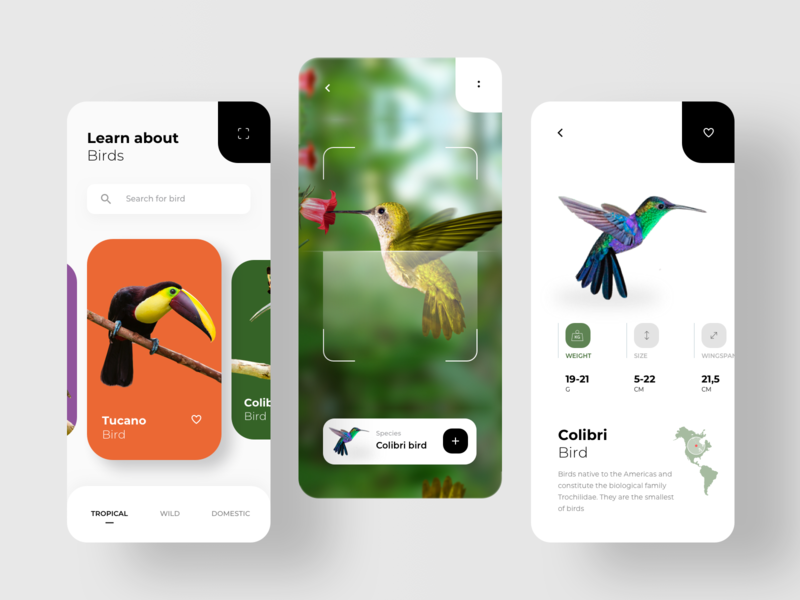 Learn about
Birds
Search for bird
Tucano
Bird
Colib
Bird
TROPICAL
WILD
DOMESTIC
Species
Colibri bird
KG
WEIGHT
SIZE
WINGSPAN
19-21
G
5-22
CM
21,5
CM
Colibri
Bird
Birds native to the Americas and
constitute the biological family
Trochilidae. They are the smallest
of birds